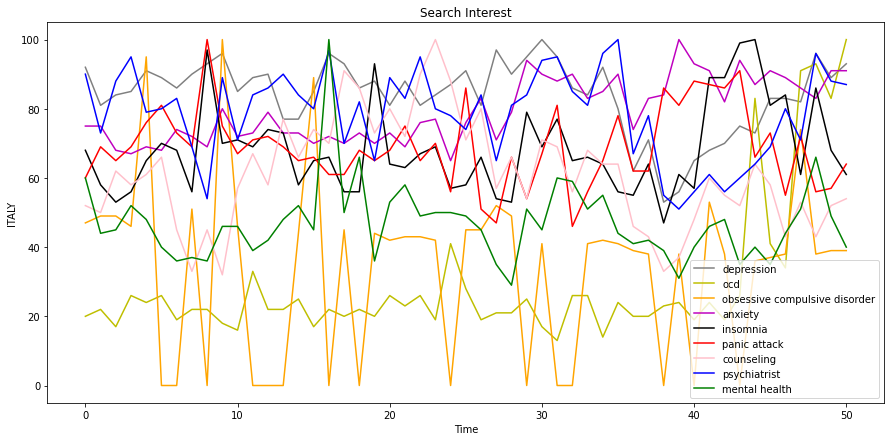 Search Interest
ITALY
100
80
60
40
20
0
0
10
20
30
40
50
Time
depression
ocd
obsessive compulsive disorder
anxiety
insomnia
panic attack
counseling
psychiatrist
mental health